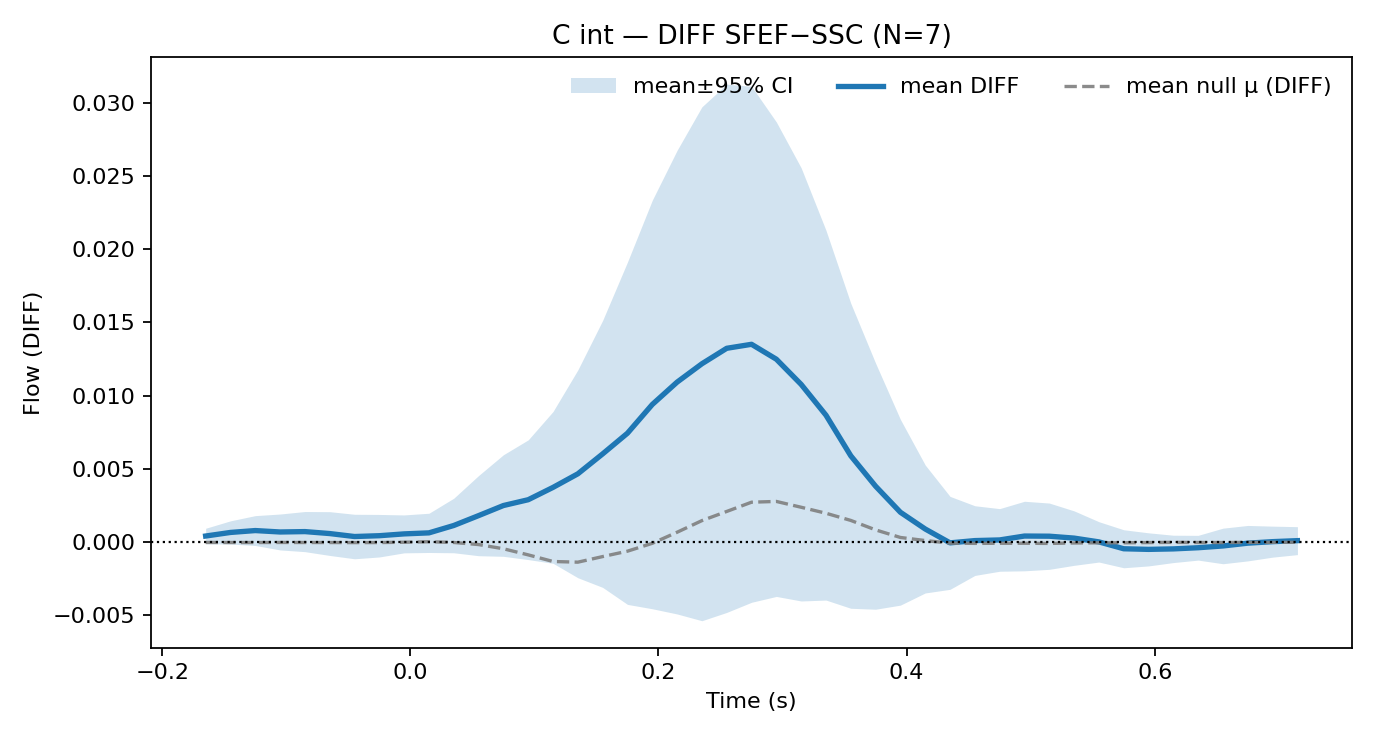 C int — DIFF SFEF−SSC (N=7)
mean±95% CI mean DIFF mean null μ (DIFF)
0.030
0.025
0.020
0.015
0.010
0.005
0.000
−0.005
Flow (DIFF)
−0.2 0.0 0.2 0.4 0.6
Time (s)